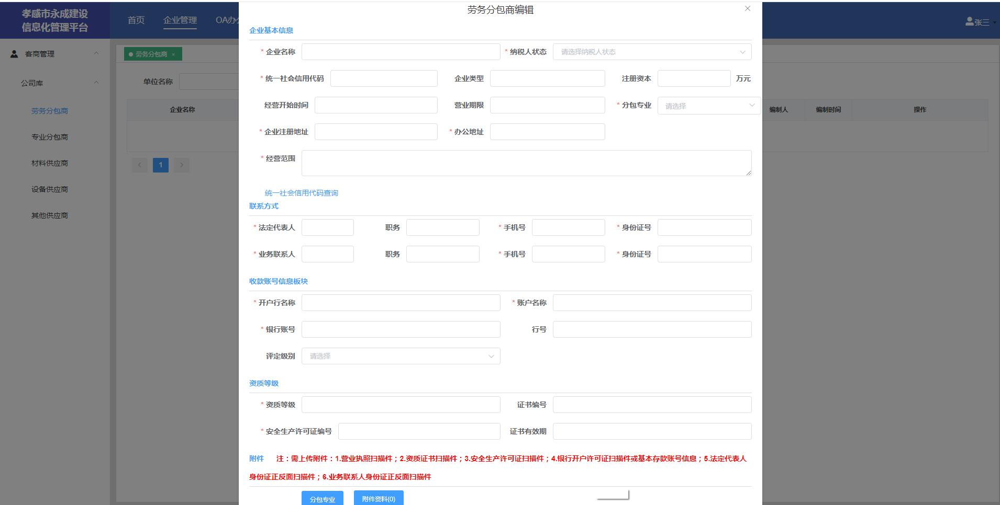 孝感市永成建设
信息化管理平台
首页 企业管理 OA办
张三
客商管理
公司库
劳务分包商
专业分包商
材料供应商
设备供应商
其他供应商
劳务分包商 ×
单位名称
企业名称
编制人 编制时间 操作
1
劳务分包商编辑
企业基本信息
* 企业名称 * 纳税人状态 请选择纳税人状态
* 统一社会信用代码 企业类型 注册资本 万元
经营开始时间 营业期限 * 分包专业 请选择
* 企业注册地址 * 办公地址
* 经营范围
统一社会信用代码查询
联系方式
* 法定代表人 职务 * 手机号 * 身份证号
* 业务联系人 职务 * 手机号 * 身份证号
收款账号信息板块
* 开户行名称 * 账户名称
* 银行账号 行号
评定级别 请选择
资质等级
* 资质等级 证书编号
* 安全生产许可证编号 证书有效期
附件 注：需上传附件：1.营业执照扫描件；2.资质证书扫描件；3.安全生产许可证扫描件；4.银行开户许可证扫描件或基本存款账号信息；5.法定代表人
身份证正反面扫描件；6.业务联系人身份证正反面扫描件
分包专业 附件资料(0)